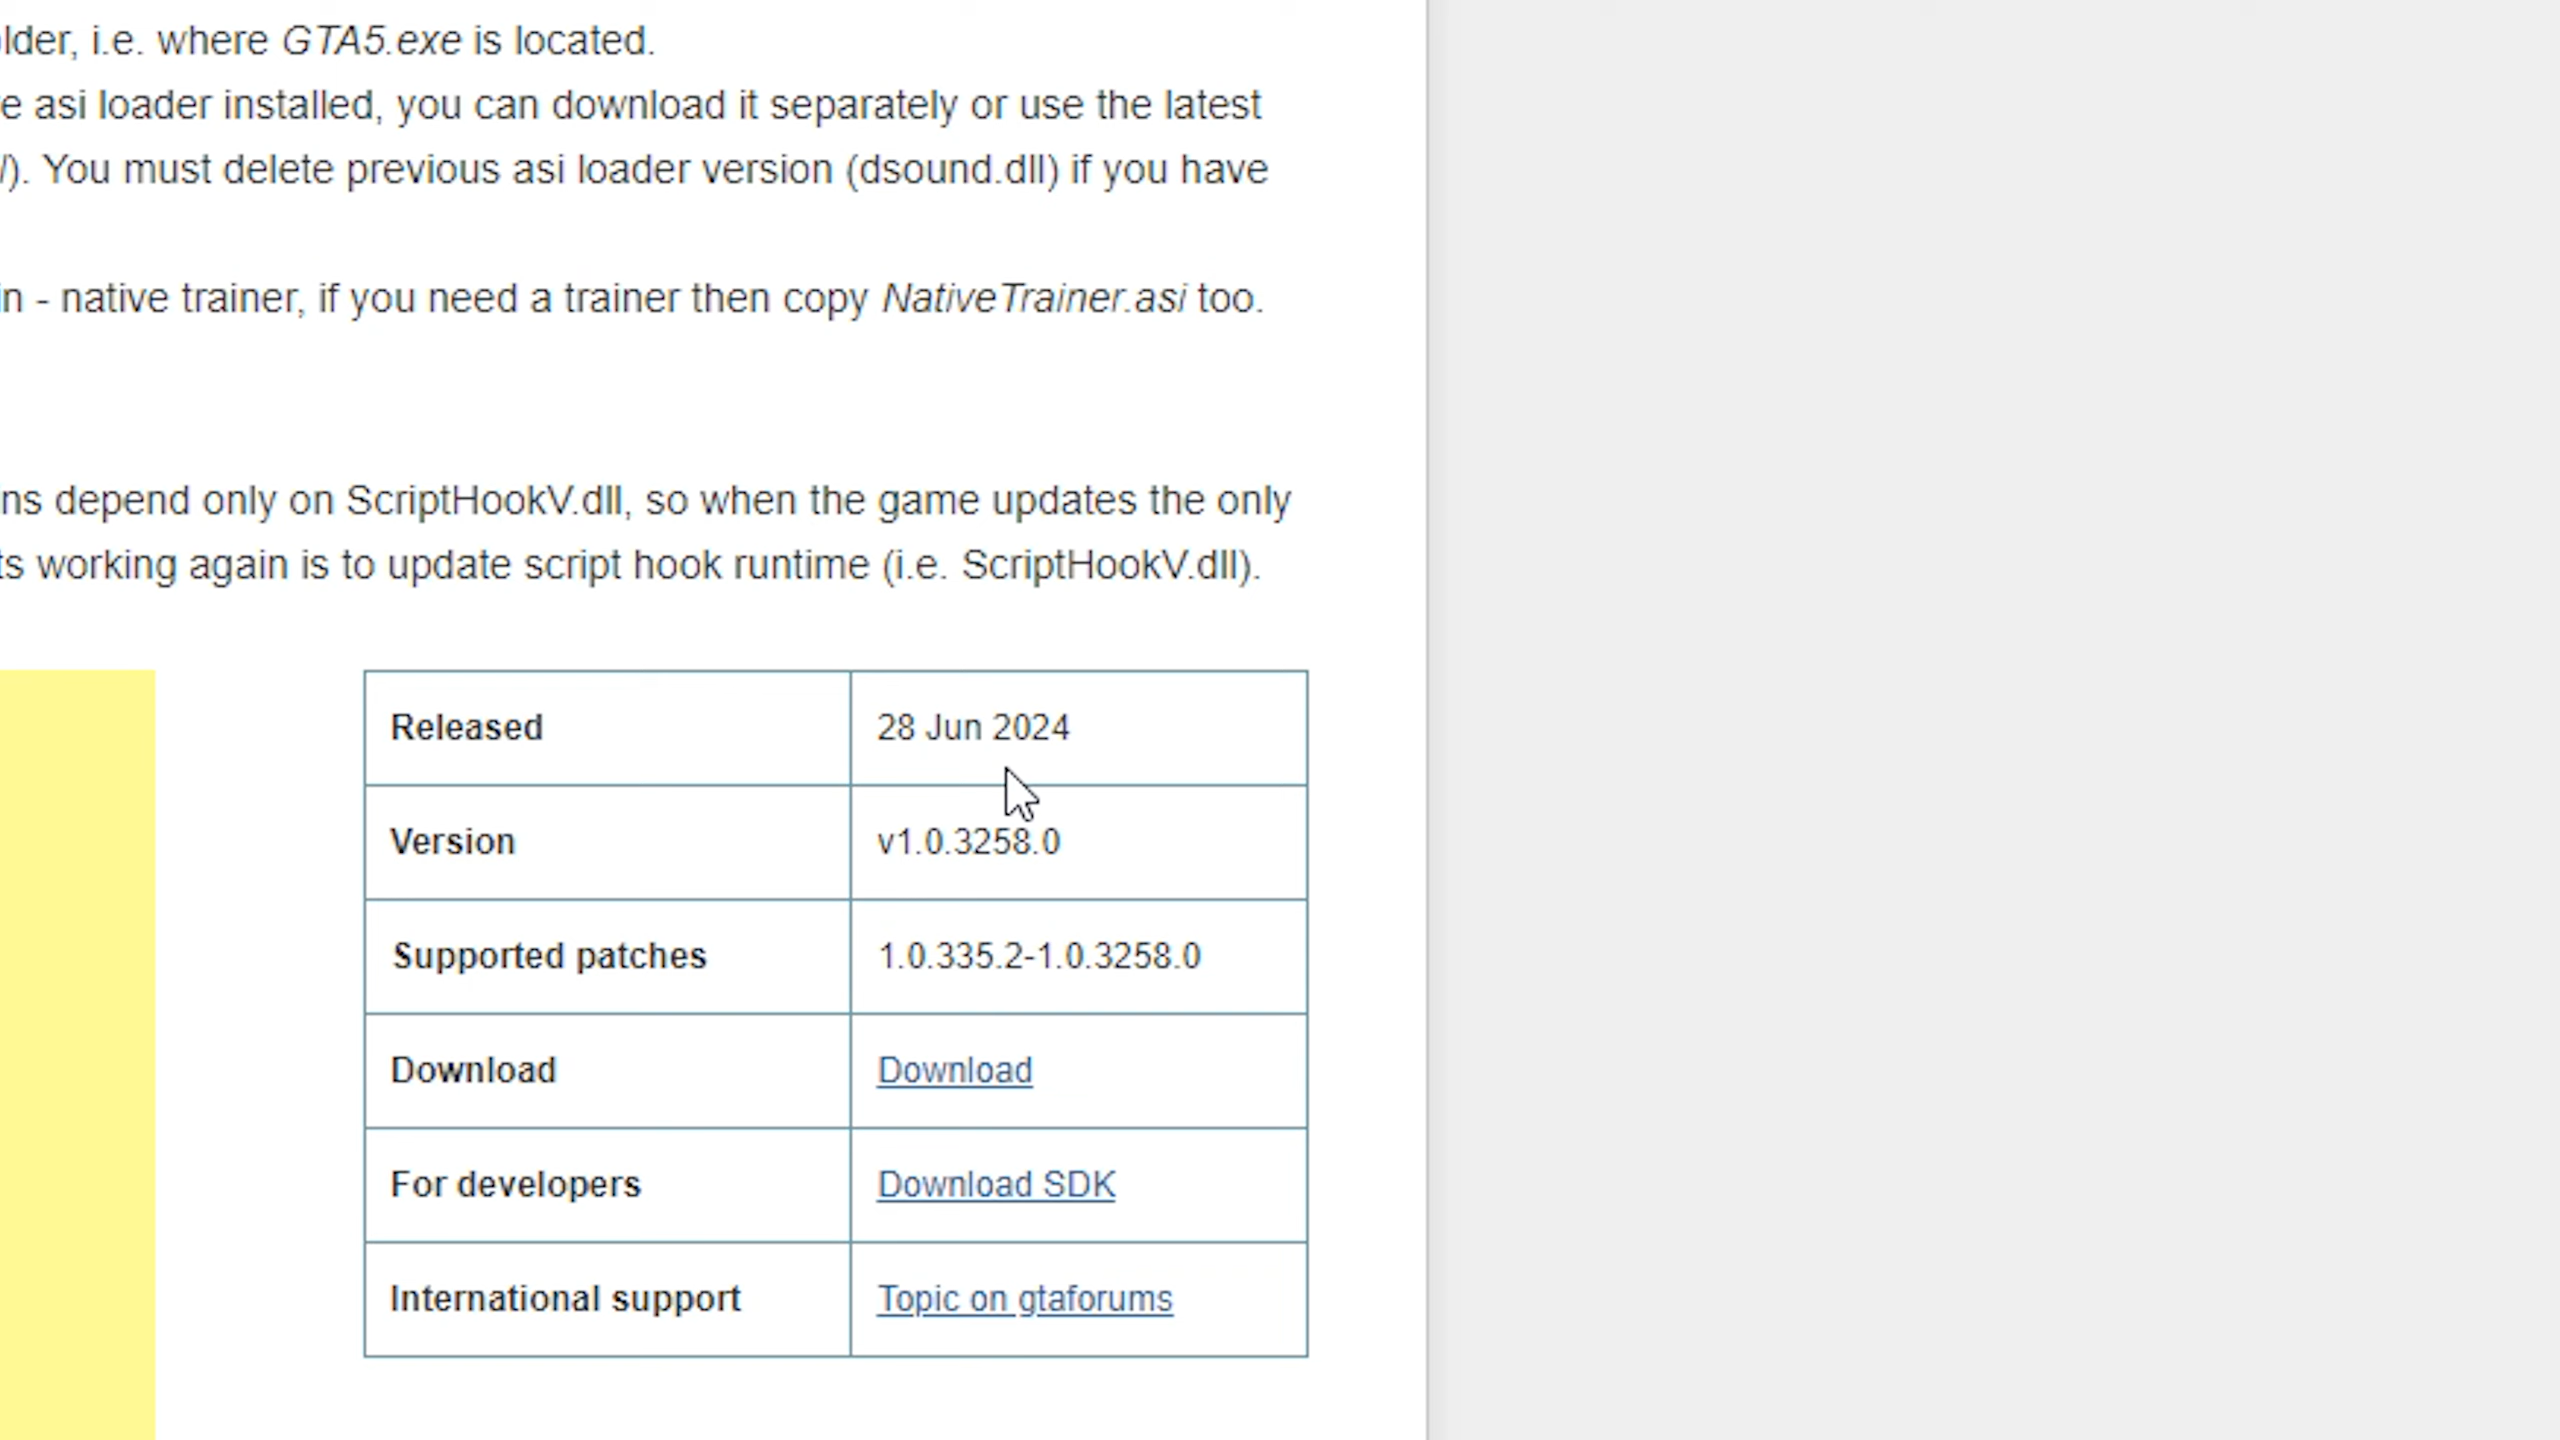 older, i.e. where GTA5.exe is located.
e asi loader installed, you can download it separately or use the latest
). You must delete previous asi loader version (dsound.dll) if you have
in - native trainer, if you need a trainer then copy NativeTrainer.asi too.
ns depend only on ScriptHookV.dll, so when the game updates the only
ts working again is to update script hook runtime (i.e. ScriptHookV.dll).
Released 28 Jun 2024
Version v1.0.3258.0
Supported patches 1.0.335.2-1.0.3258.0
Download Download
For developers Download SDK
International support Topic on gtaforums